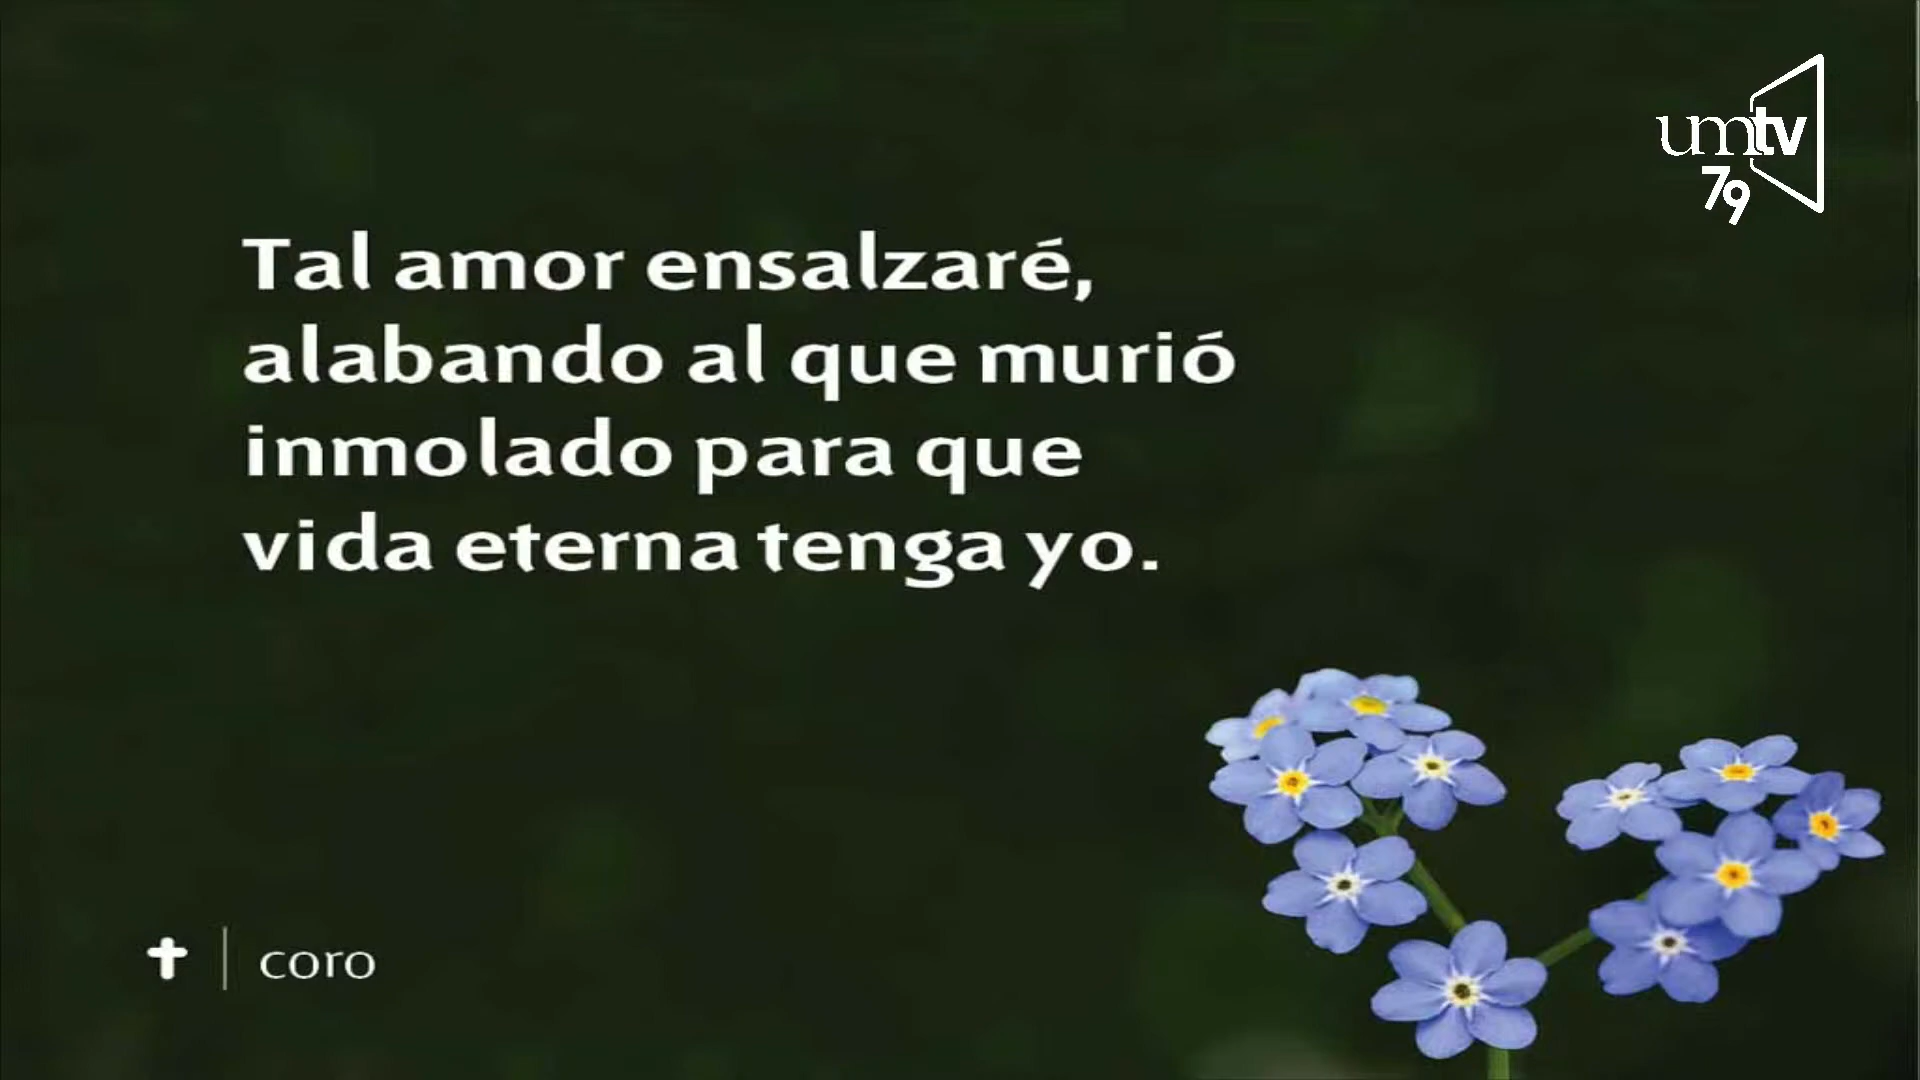 umtv
79
Tal amor ensalzaré,
alabando al que murió
inmolado para que
vida eterna tenga yo.
coro